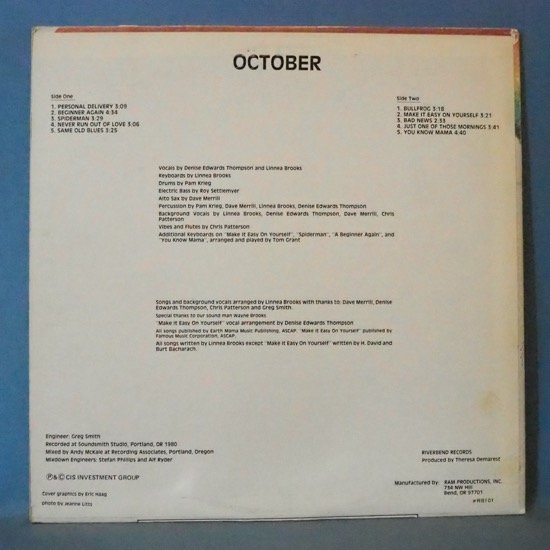 OCTOBER
Side One
1. PERSONAL DELIVERY 3:09
2. BEGINNER AGAIN 4:34
3. SPIDERMAN 3:29
4. NEVER RUN OUT OF LOVE 3:06
5. SAME OLD BLUES 3:25
Side Two
1. BULLFROG 3:18
2. MAKE IT EASY ON YOURSELF 3:21
3. BAD NEWS 2:33
4. JUST ONE OF THOSE MORNINGS 3:41
5. YOU KNOW MAMA 4:40
Vocals by Denise Edwards Thompson and Linnea Brooks
Keyboards by Linnea Brooks
Drums by Pam Krieg
Electric Bass by Roy Settlemyer
Alto Sax by Dave Merrill
Percussion by Pam Krieg, Dave Merrill, Linnea Brooks, Denise Edwards Thompson
Background Vocals by Linnea Brooks, Denise Edwards Thompson, Dave Merrill, Chris
Patterson
Vibes and Flutes by Chris Patterson
Additional Keyboards on "Make It Easy On Yourself", "Spiderman", "A Beginner Again", and
"You Know Mama", arranged and played by Tom Grant
Songs and background vocals arranged by Linnea Brooks with thanks to: Dave Merrill, Denise
Edwards Thompson, Chris Patterson and Greg Smith.
Special thanks to our sound man Wayne Brooks
"Make It Easy On Yourself" vocal arrangement by Denise Edwards Thompson
All songs published by Earth Mama Music Publishing, ASCAP. "Make It Easy On Yourself" published by
Famous Music Corporation, ASCAP.
All songs written by Linnea Brooks except "Make It Easy On Yourself" written by H. David and
Burt Bacharach.
Engineer: Greg Smith
Recorded at Soundsmith Studio, Portland, OR 1980
Mixed by Andy McKale at Recording Associates, Portland, Oregon
Mixdown Engineers: Stefan Phillips and Alf Ryder
℗&© CIS INVESTMENT GROUP
Cover graphics by Eric Haag
photo by Jeanne Litts
RIVERBEND RECORDS
Produced by Theresa Demarest
Manufactured by: RAM PRODUCTIONS, INC.
734 NW Hill
Bend, OR 97701